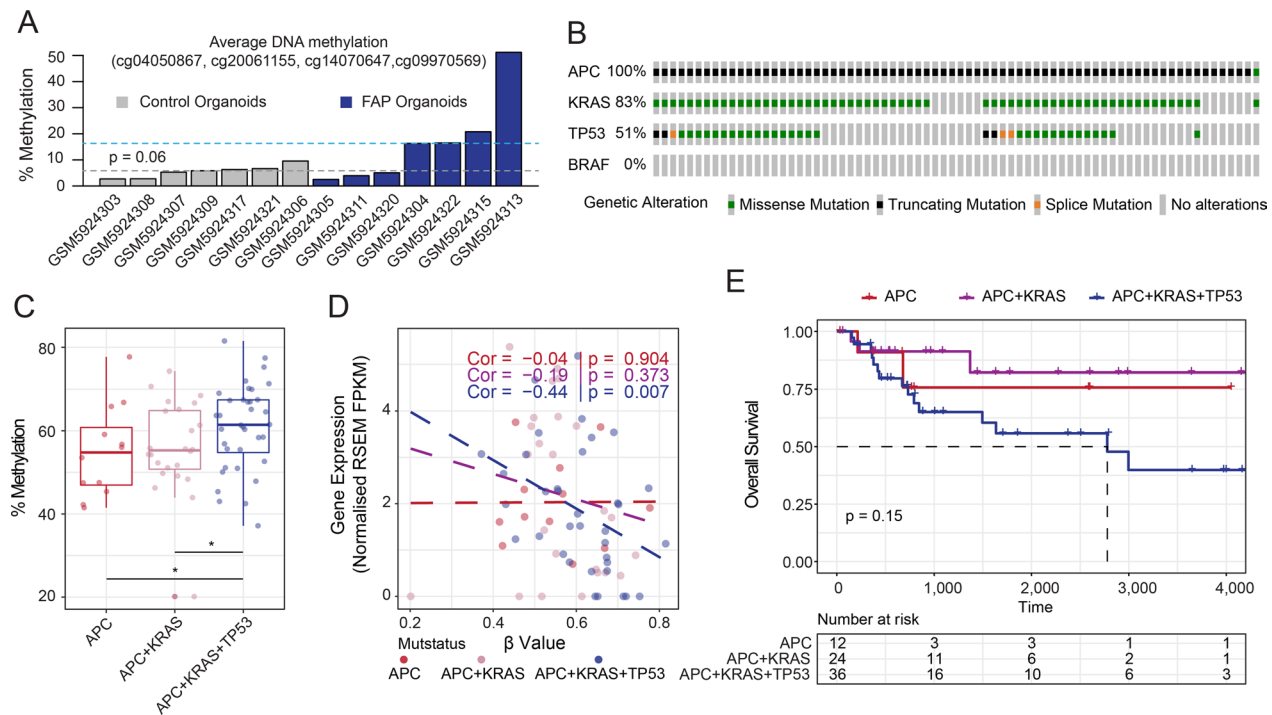 A
Average DNA methylation
(cg04050867, cg20061155, cg14070647,cg09970569)
% Methylation
50
40
30
20
10
0
Control Organoids
FAP Organoids
p = 0.06
GSM5924303
GSM5924308
GSM5924307
GSM5924309
GSM5924317
GSM5924321
GSM5924306
GSM5924305
GSM5924311
GSM5924320
GSM5924304
GSM5924322
GSM5924315
GSM5924313
B
APC 100%
KRAS 83%
TP53 51%
BRAF 0%
Genetic Alteration
Missense Mutation
Truncating Mutation
Splice Mutation
No alterations
C
% Methylation
80
60
40
20
*
*
APC
APC+KRAS
APC+KRAS+TP53
D
Gene Expression
(Normalised RSEM FPKM)
Cor = −0.04 | p = 0.904
Cor = −0.19 | p = 0.373
Cor = −0.44 | p = 0.007
4
2
0
0.2
0.4
0.6
0.8
β Value
Mutstatus
APC
APC+KRAS
APC+KRAS+TP53
E
APC
APC+KRAS
APC+KRAS+TP53
Overall Survival
1.00
0.75
0.50
0.25
0.00
p = 0.15
0
1,000
2,000
3,000
4,000
Time
Number at risk
APC 12 3 3 1 1
APC+KRAS 24 11 6 2 1
APC+KRAS+TP53 36 16 10 6 3